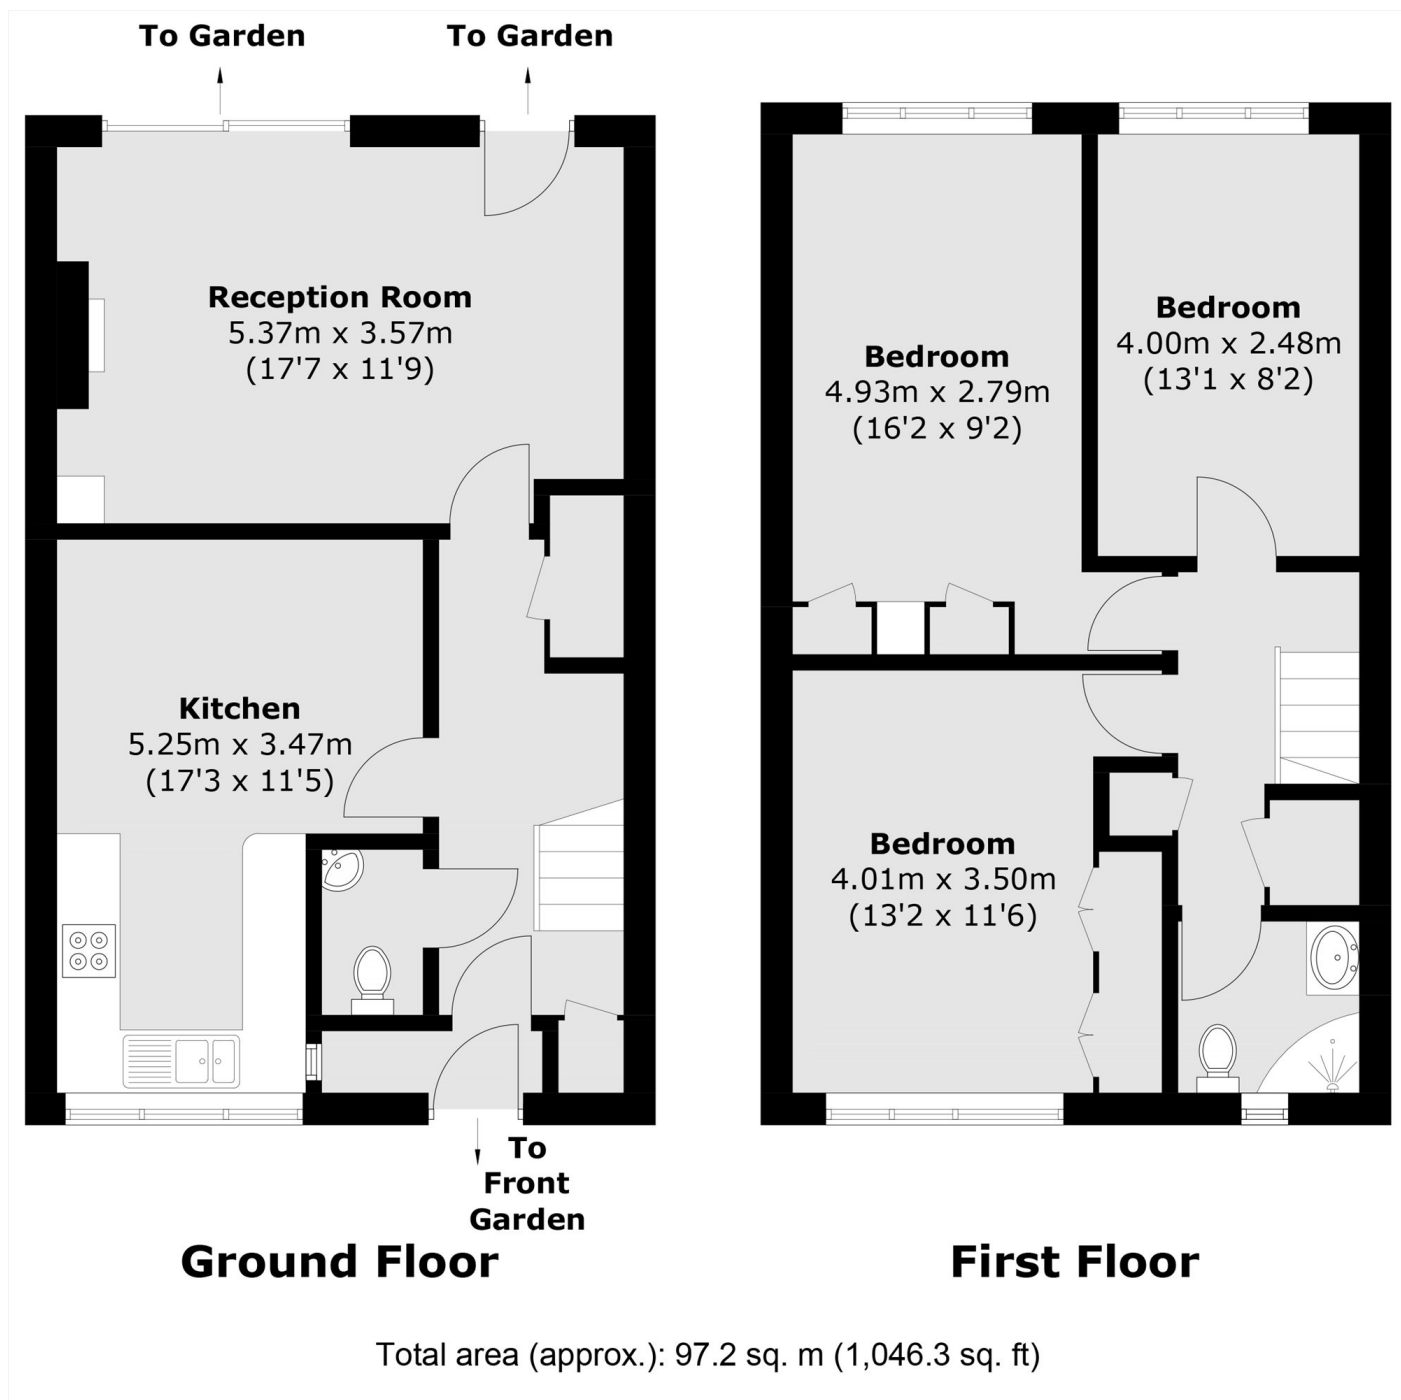 To Garden
To Garden
Reception Room
5.37m x 3.57m
(17'7 x 11'9)
Kitchen
5.25m x 3.47m
(17'3 x 11'5)
To
Front
Garden
Ground Floor
Bedroom
4.93m x 2.79m
(16'2 x 9'2)
Bedroom
4.00m x 2.48m
(13'1 x 8'2)
Bedroom
4.01m x 3.50m
(13'2 x 11'6)
First Floor
Total area (approx.): 97.2 sq. m (1,046.3 sq. ft)